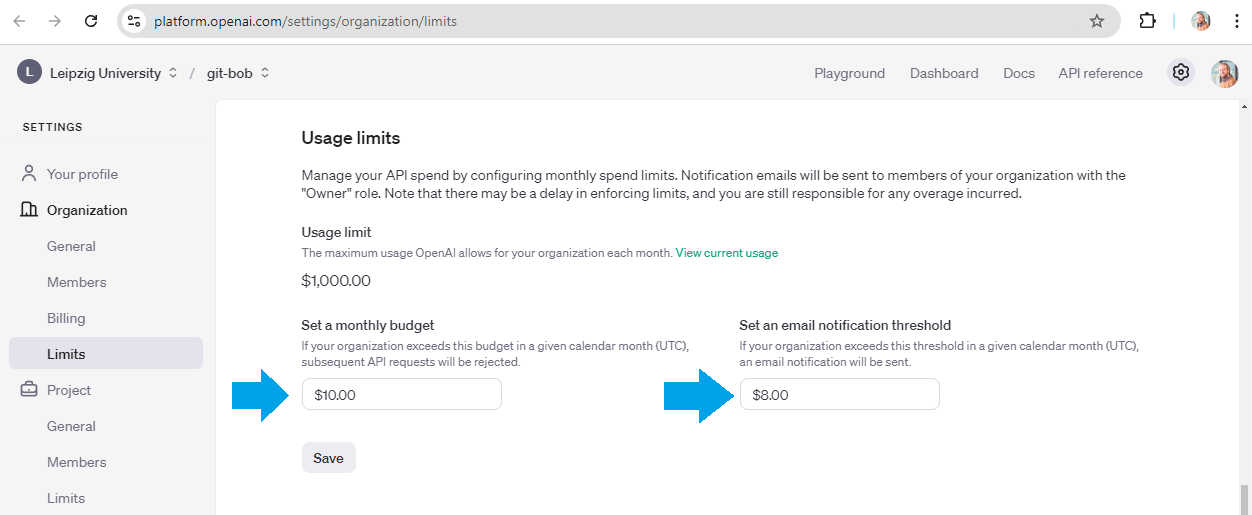 platform.openai.com/settings/organization/limits
L Leipzig University / git-bob Playground Dashboard Docs API reference
SETTINGS
Your profile
Organization
General
Members
Billing
Limits
Project
General
Members
Limits
Usage limits
Manage your API spend by configuring monthly spend limits. Notification emails will be sent to members of your organization with the
"Owner" role. Note that there may be a delay in enforcing limits, and you are still responsible for any overage incurred.
Usage limit
The maximum usage OpenAI allows for your organization each month. View current usage
$1,000.00
Set a monthly budget
If your organization exceeds this budget in a given calendar month (UTC),
subsequent API requests will be rejected.
$10.00
Set an email notification threshold
If your organization exceeds this threshold in a given calendar month (UTC),
an email notification will be sent.
$8.00
Save